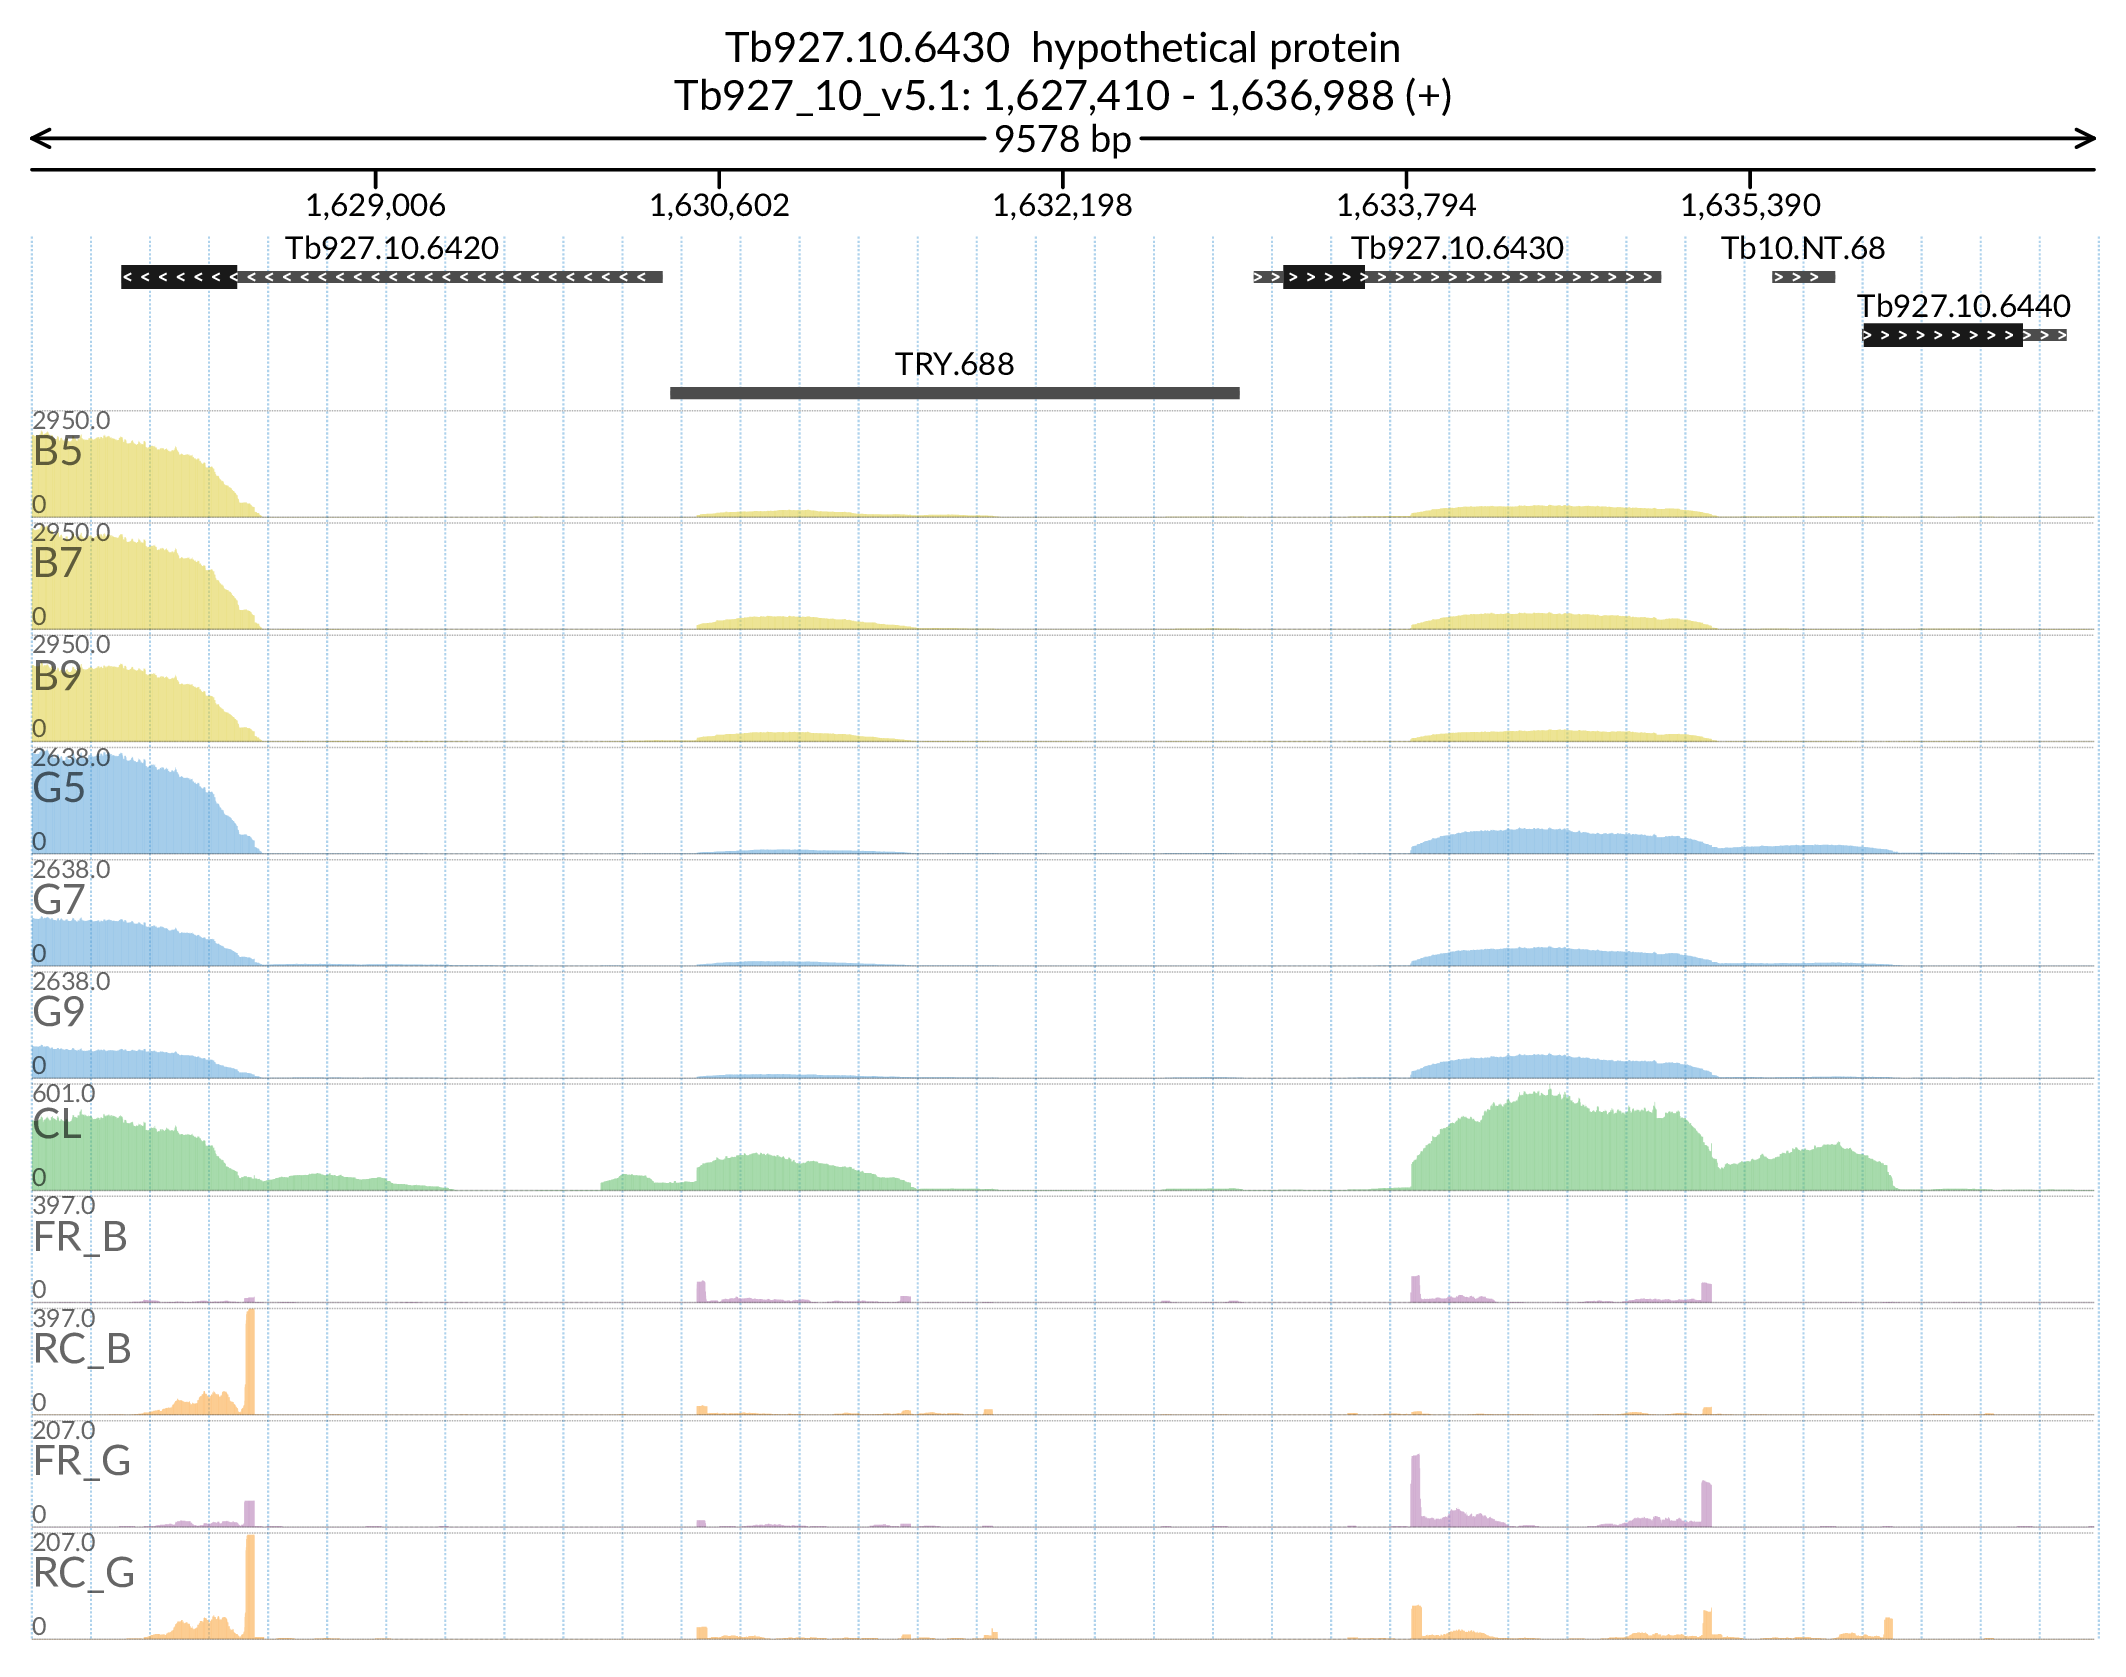 Tb927.10.6430 hypothetical protein
Tb927_10_v5.1: 1,627,410 - 1,636,988 (+)
9578 bp
1,629,006 1,630,602 1,632,198 1,633,794 1,635,390
Tb927.10.6420 Tb927.10.6430 Tb10.NT.68
Tb927.10.6440
TRY.688
2950.0
B5
0
2950.0
B7
0
2950.0
B9
0
2638.0
G5
0
2638.0
G7
0
2638.0
G9
0
601.0
CL
0
397.0
FR_B
0
397.0
RC_B
0
207.0
FR_G
0
207.0
RC_G
0